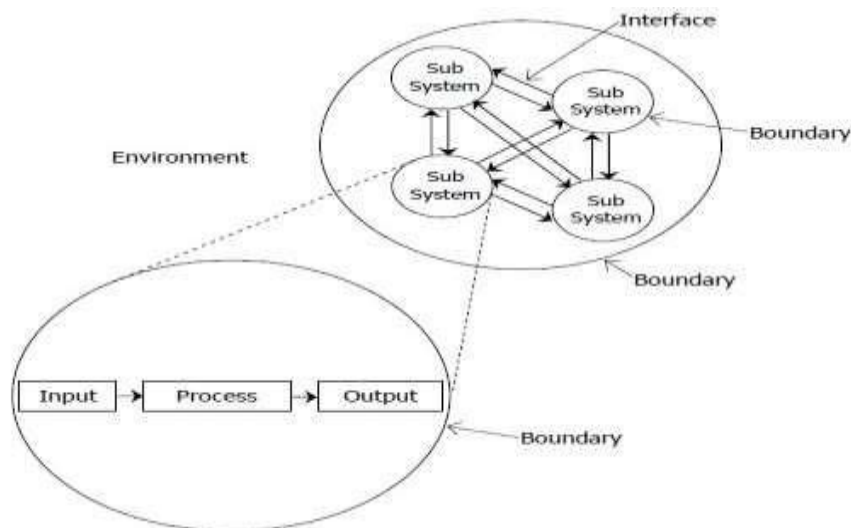 Interface
Sub
System
Sub
System
Boundary
Environment
Sub
System
Sub
System
Boundary
Input
Process
Output
Boundary